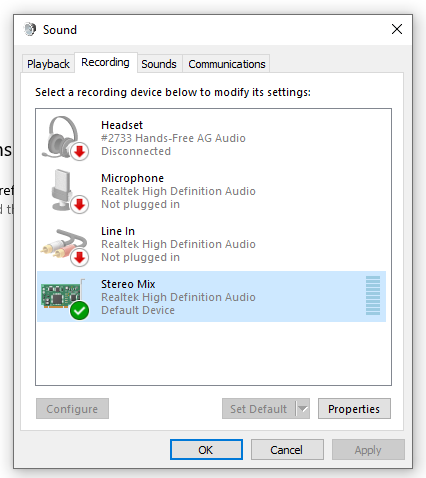 Sound
Playback Recording Sounds Communications
Select a recording device below to modify its settings:
Headset
#2733 Hands-Free AG Audio
Disconnected
Microphone
Realtek High Definition Audio
Not plugged in
Line In
Realtek High Definition Audio
Not plugged in
Stereo Mix
Realtek High Definition Audio
Default Device
Configure Set Default Properties
OK Cancel Apply